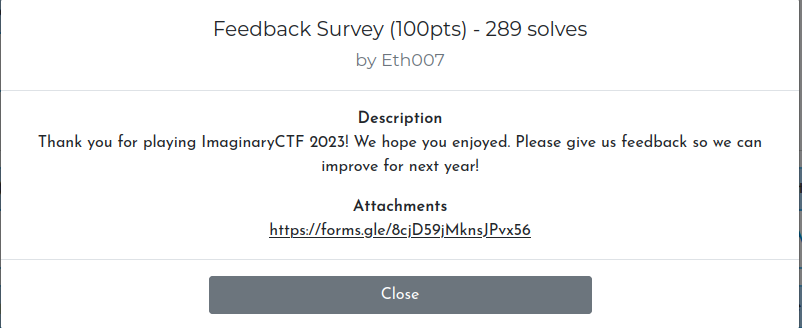 Feedback Survey (100pts) - 289 solves
by Eth007
Description
Thank you for playing ImaginaryCTF 2023! We hope you enjoyed. Please give us feedback so we can
improve for next year!
Attachments
https://forms.gle/8cjD59jMknsJPvx56
Close